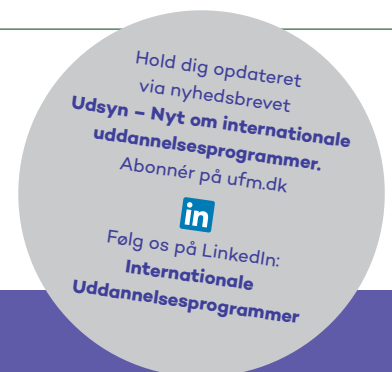 Hold dig opdateret
via nyhedsbrevet
Udsyn – Nyt om internationale
uddannelsesprogrammer.
Abonnér på ufm.dk
in
Følg os på LinkedIn:
Internationale
Uddannelsesprogrammer